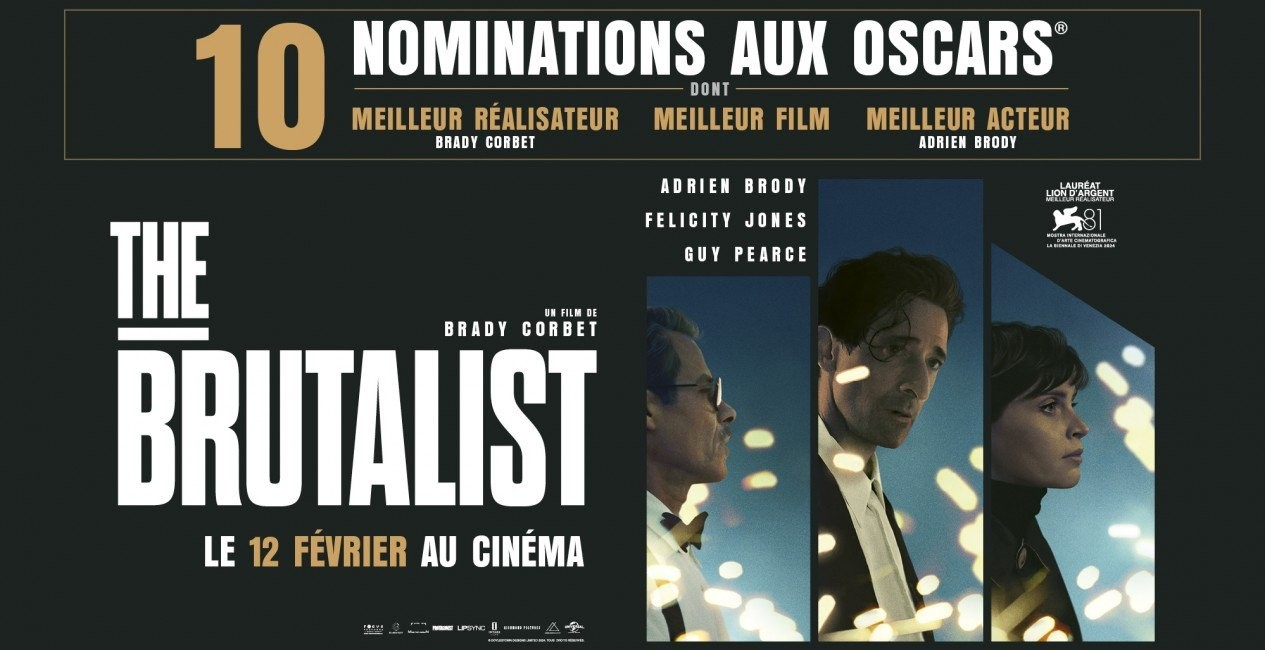 10
NOMINATIONS AUX OSCARS®
DONT
MEILLEUR RÉALISATEUR
BRADY CORBET
MEILLEUR FILM
MEILLEUR ACTEUR
ADRIEN BRODY
ADRIEN BRODY
FELICITY JONES
GUY PEARCE
LAURÉAT
LION D'ARGENT
MEILLEUR RÉALISATEUR
81
MOSTRA INTERNAZIONALE
D'ARTE CINEMATOGRAFICA
LA BIENNALE DI VENEZIA 2024
THE
UN FILM DE
BRADY CORBET
BRUTALIST
LE 12 FÉVRIER AU CINÉMA
FOCUS
LIPSYNC